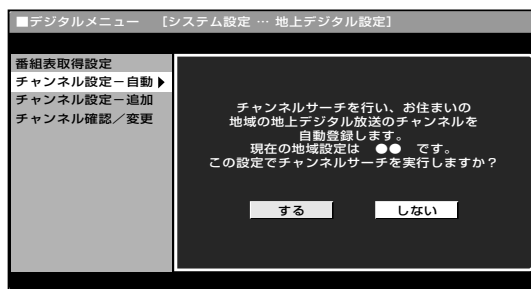 ■デジタルメニュー　[システム設定 … 地上デジタル設定]
番組表取得設定
チャンネル設定－自動▶
チャンネル設定－追加
チャンネル確認／変更
チャンネルサーチを行い、お住まいの
地域の地上デジタル放送のチャンネルを
自動登録します。
現在の地域設定は　●●　です。
この設定でチャンネルサーチを実行しますか？
する　しない